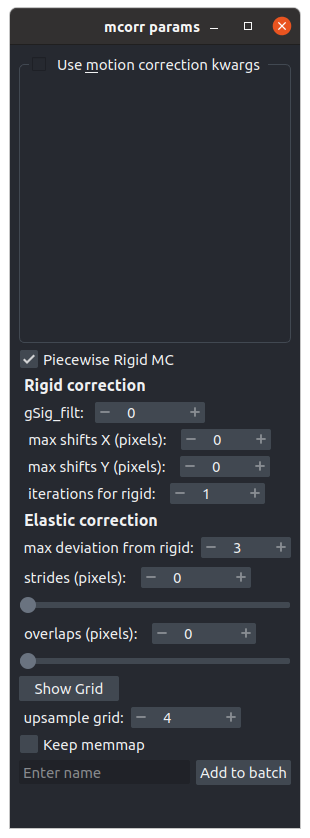 mcorr params
Use motion correction kwargs
Piecewise Rigid MC
Rigid correction
gSig_filt: − 0 +
max shifts X (pixels): − 0 +
max shifts Y (pixels): − 0 +
iterations for rigid: − 1 +
Elastic correction
max deviation from rigid: − 3 +
strides (pixels): − 0 +
overlaps (pixels): − 0 +
Show Grid
upsample grid: − 4 +
Keep memmap
Enter name Add to batch